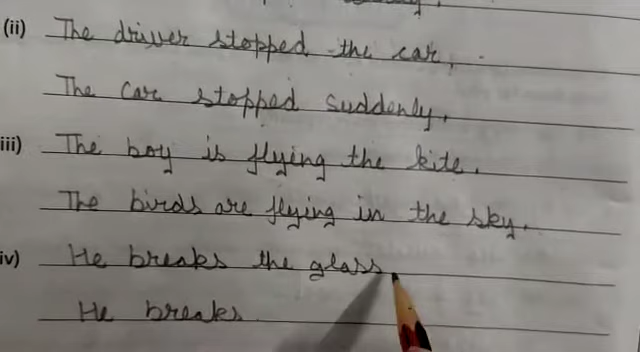 (ii) The driver stopped the car.
The car stopped suddenly.
iii) The boy is flying the kite.
The birds are flying in the sky.
iv) He breaks the glass
He breaks